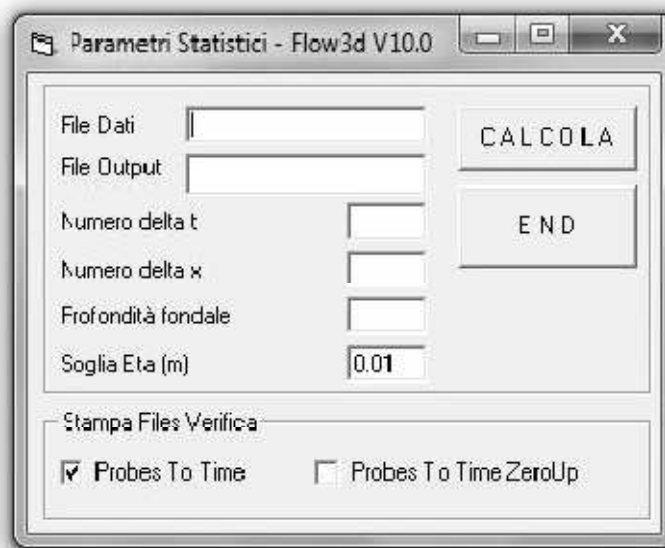 Parametri Statistici - Flow3d V10.0
File Dati
CALCOLA
File Output
Numero delta t
END
Numero delta x
Profondità fondale
Soglia Eta (m)
0.01
Stampa Files Verifica
Probes To Time
Probes To Time ZeroUp